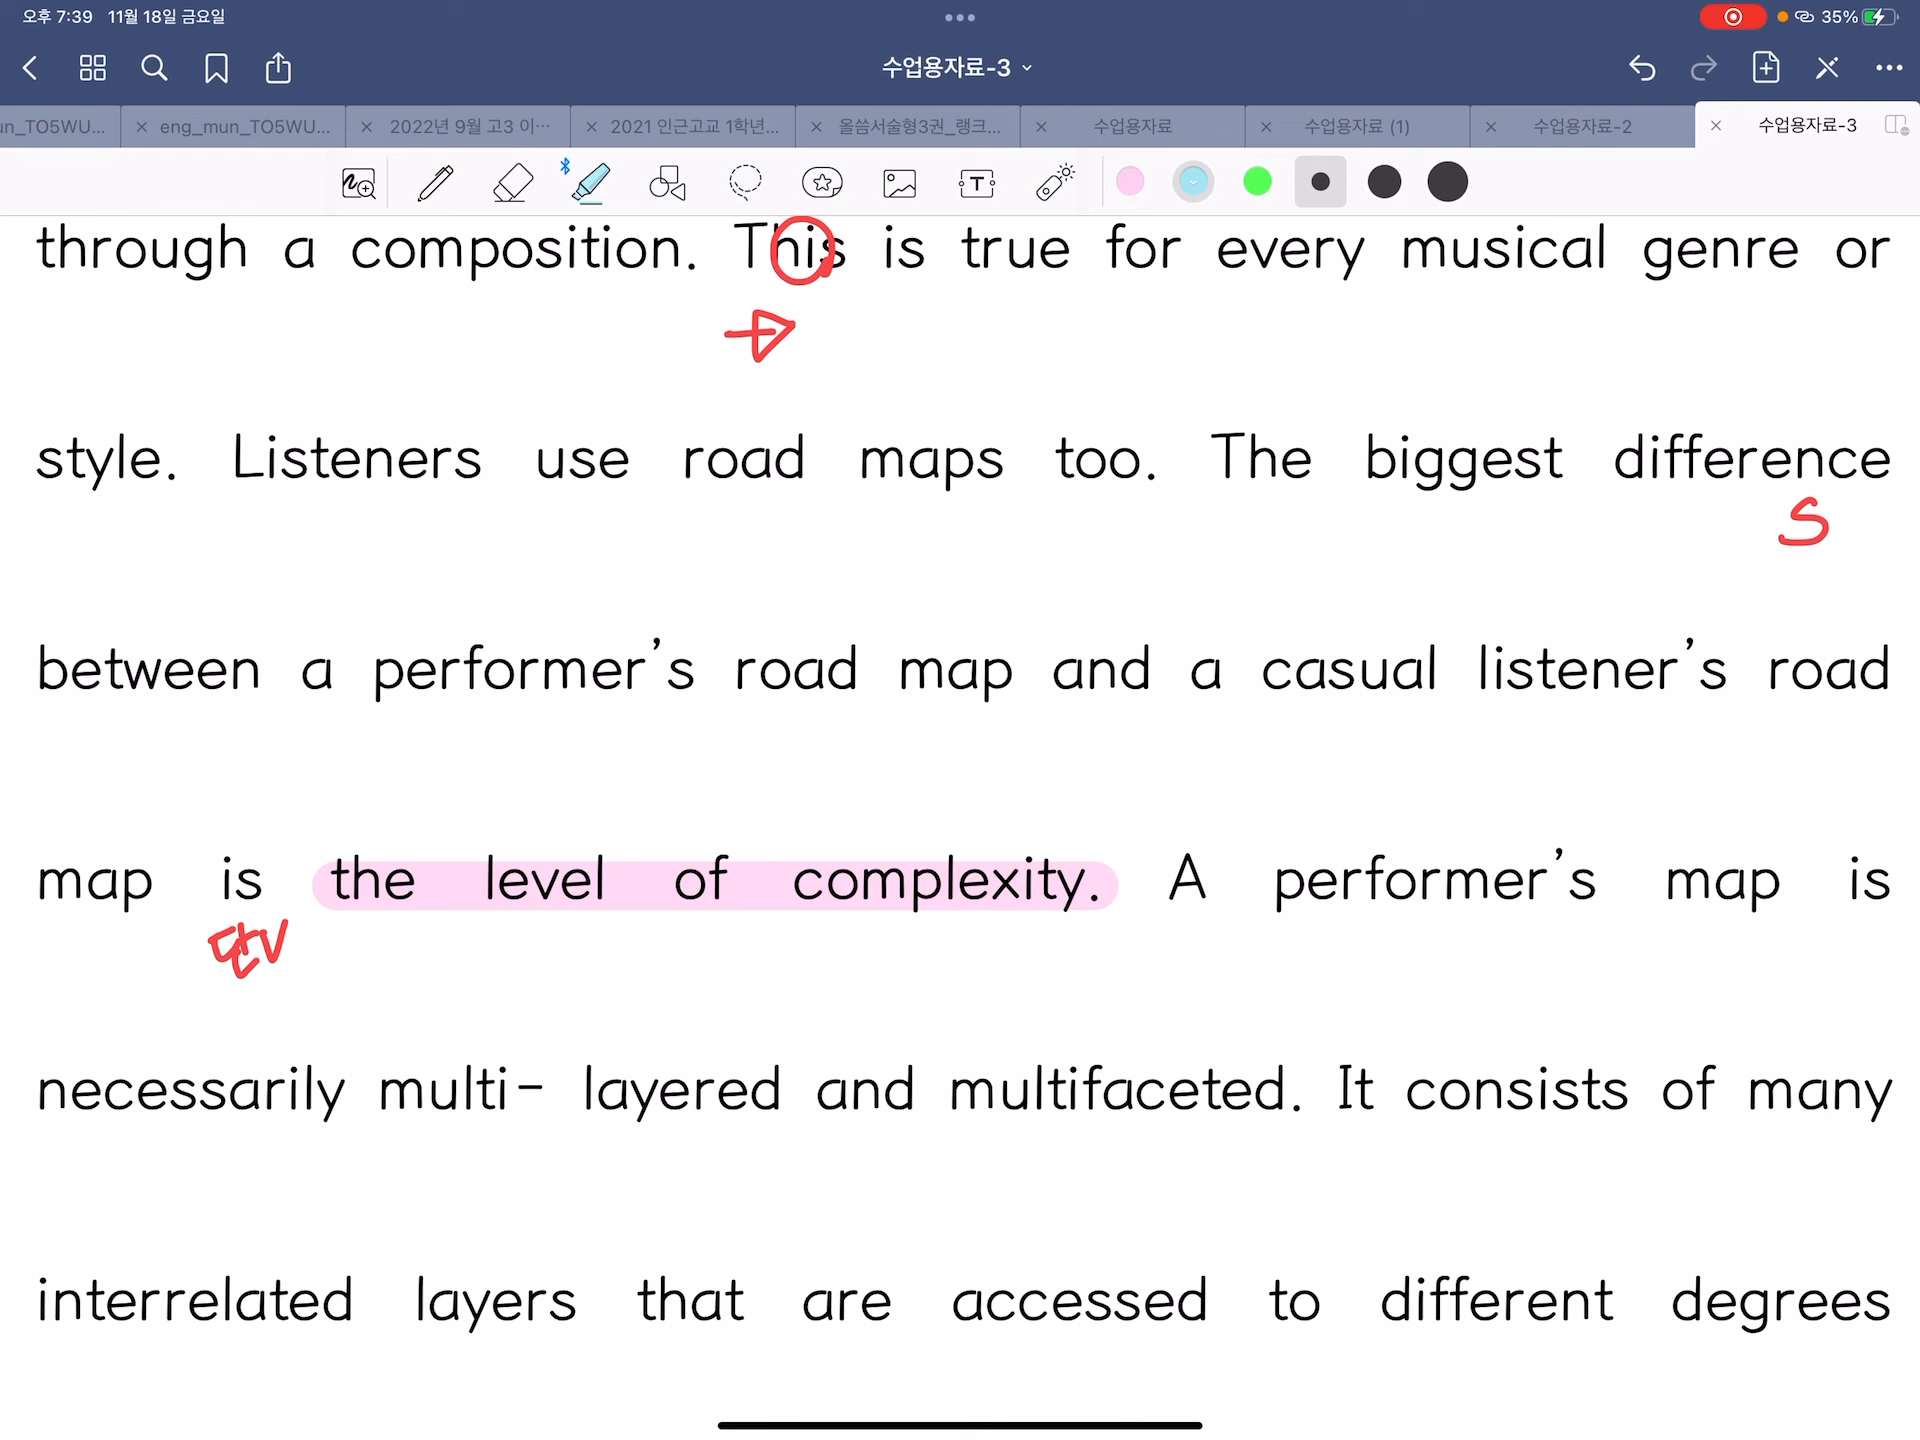 오후 7:39 11월 18일 금요일
35%
수업용자료-3
un_TO5WU...
eng_mun_TO5WU...
2022년 9월 고3 이...
2021 인근고교 1학년...
올씀서술형3권_랭크...
수업용자료
수업용자료 (1)
수업용자료-2
수업용자료-3
through a composition. This is true for every musical genre or
style. Listeners use road maps too. The biggest difference
S
between a performer’s road map and a casual listener’s road
map is the level of complexity. A performer’s map is
단V
necessarily multi- layered and multifaceted. It consists of many
interrelated layers that are accessed to different degrees